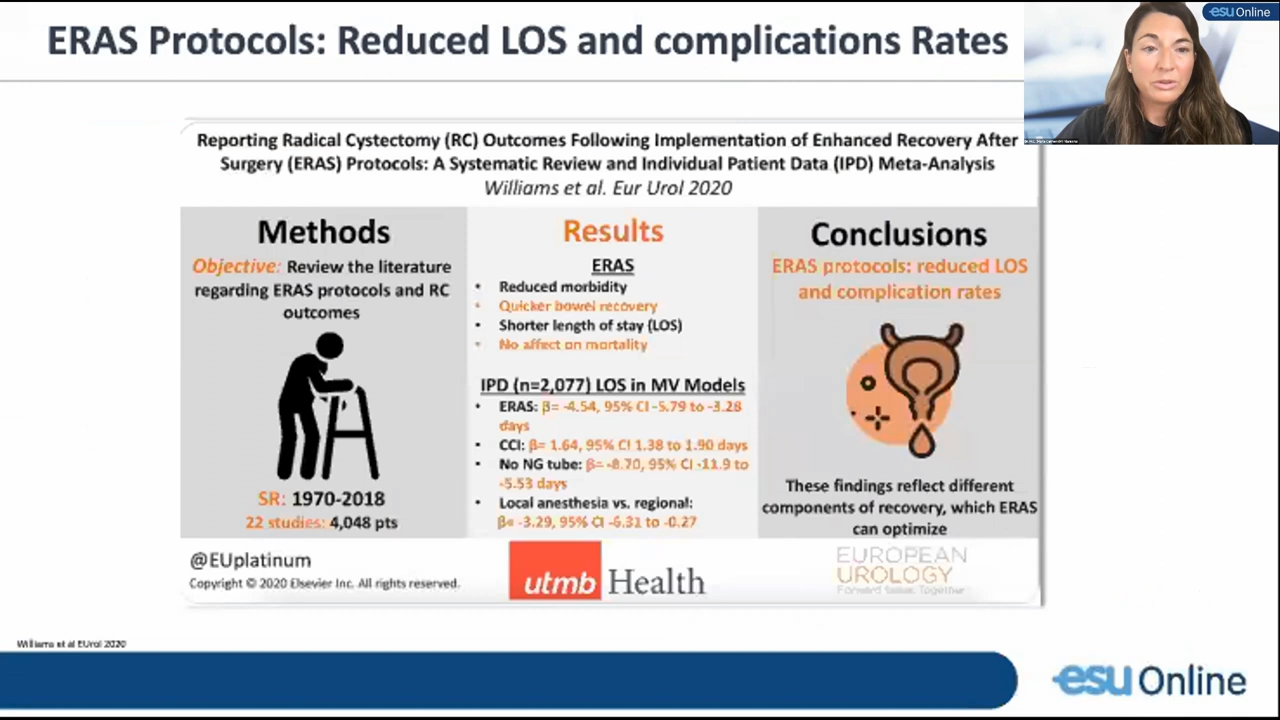 ERAS Protocols: Reduced LOS and complications Rates
esu Online
Reporting Radical Cystectomy (RC) Outcomes Following Implementation of Enhanced Recovery After
Surgery (ERAS) Protocols: A Systematic Review and Individual Patient Data (IPD) Meta-Analysis
Williams et al. Eur Urol 2020
Methods
Objective: Review the literature
regarding ERAS protocols and RC
outcomes
SR: 1970-2018
22 studies: 4,048 pts
Results
ERAS
• Reduced morbidity
• Quicker bowel recovery
• Shorter length of stay (LOS)
• No affect on mortality
IPD (n=2,077) LOS in MV Models
• ERAS: β= -4.54, 95% CI -5.79 to -3.28
days
• CCI: β= 1.64, 95% CI 1.38 to 1.90 days
• No NG tube: β= -8.70, 95% CI -11.9 to
-5.53 days
• Local anesthesia vs. regional:
β= -3.29, 95% CI -6.31 to -0.27
Conclusions
ERAS protocols: reduced LOS
and complication rates
These findings reflect different
components of recovery, which ERAS
can optimize
@EUplatinum
Copyright © 2020 Elsevier Inc. All rights reserved.
utmb Health
EUROPEAN
UROLOGY
Williams et al EUrol 2020
esu Online